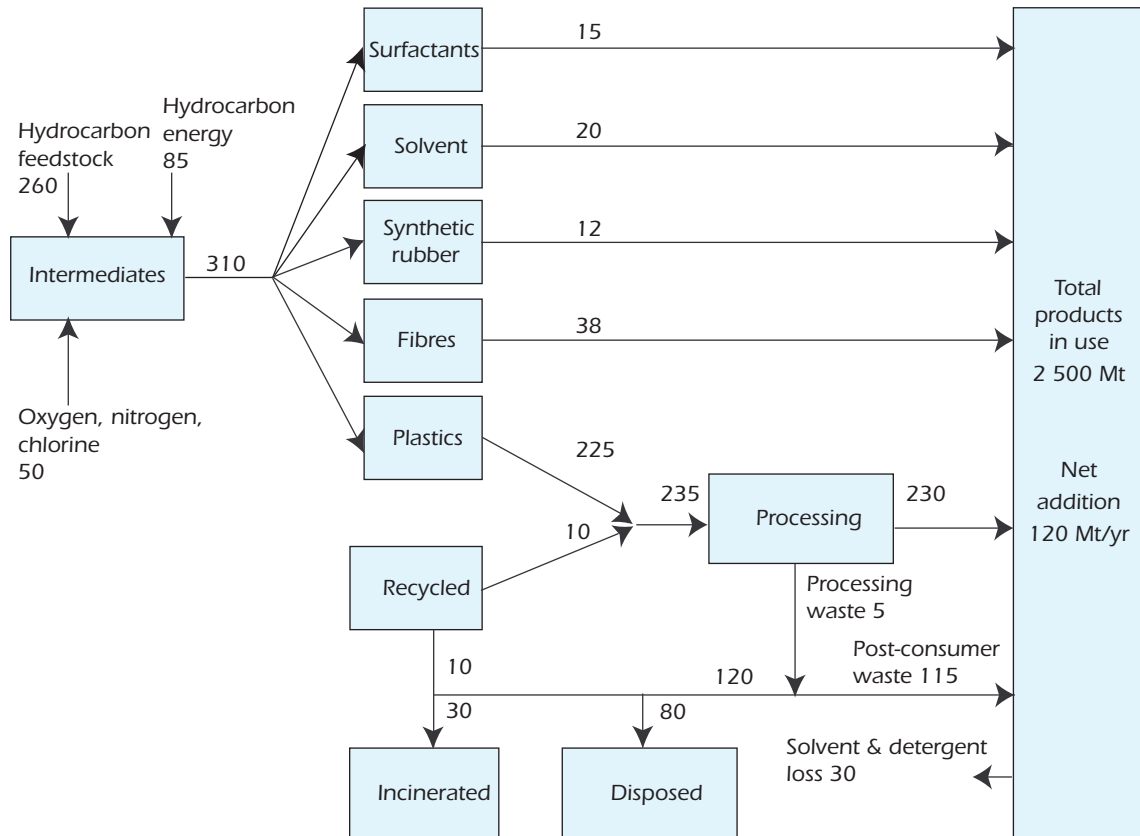 Surfactants
15
Hydrocarbon
energy
85
Hydrocarbon
feedstock
260
Solvent
20
Synthetic
rubber
12
Intermediates
310
Total
products
in use
2 500 Mt
Fibres
38
Oxygen, nitrogen,
chlorine
50
Plastics
225
235
Processing
230
Net
addition
120 Mt/yr
10
Recycled
Processing
waste 5
10
120
Post-consumer
waste 115
30
80
Solvent & detergent
loss 30
Incinerated
Disposed